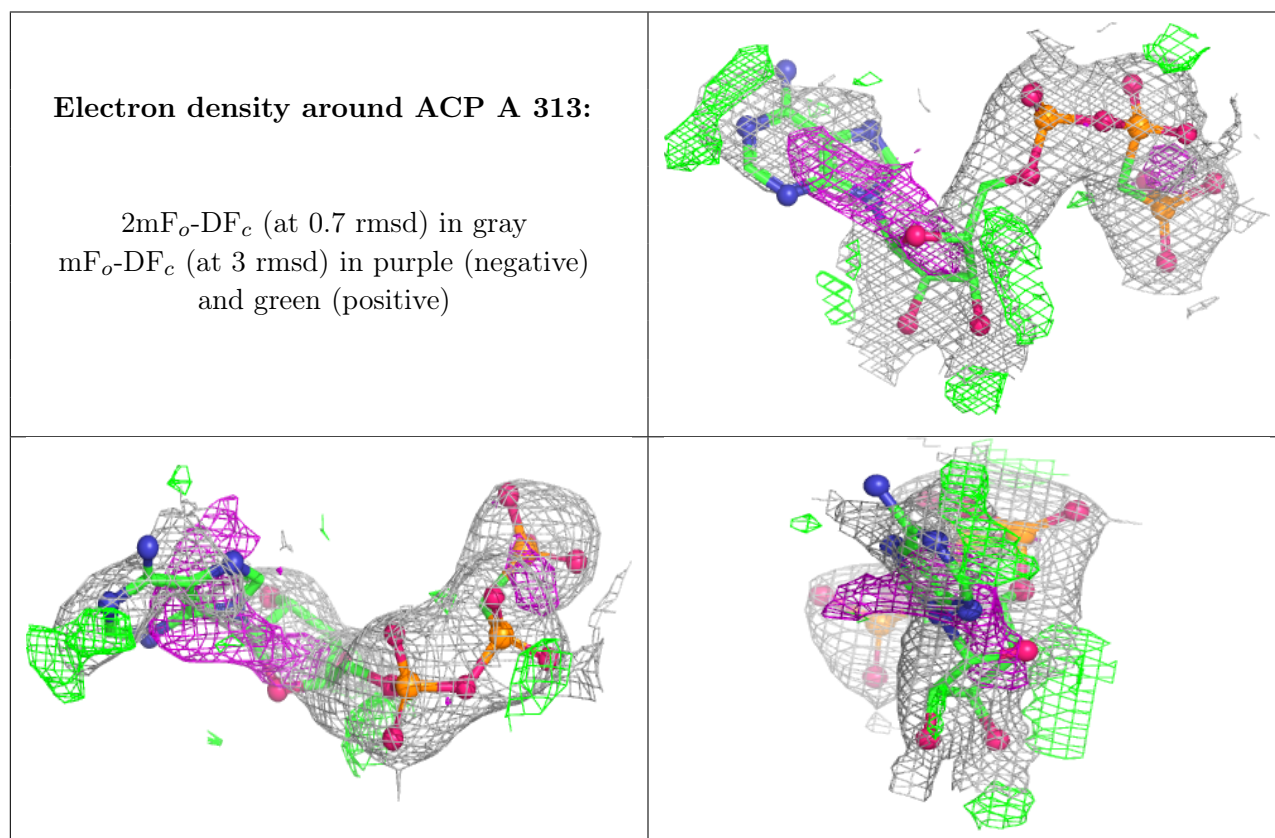 Electron density around ACP A 313:
2mFo-DFc (at 0.7 rmsd) in gray
mFo-DFc (at 3 rmsd) in purple (negative)
and green (positive)